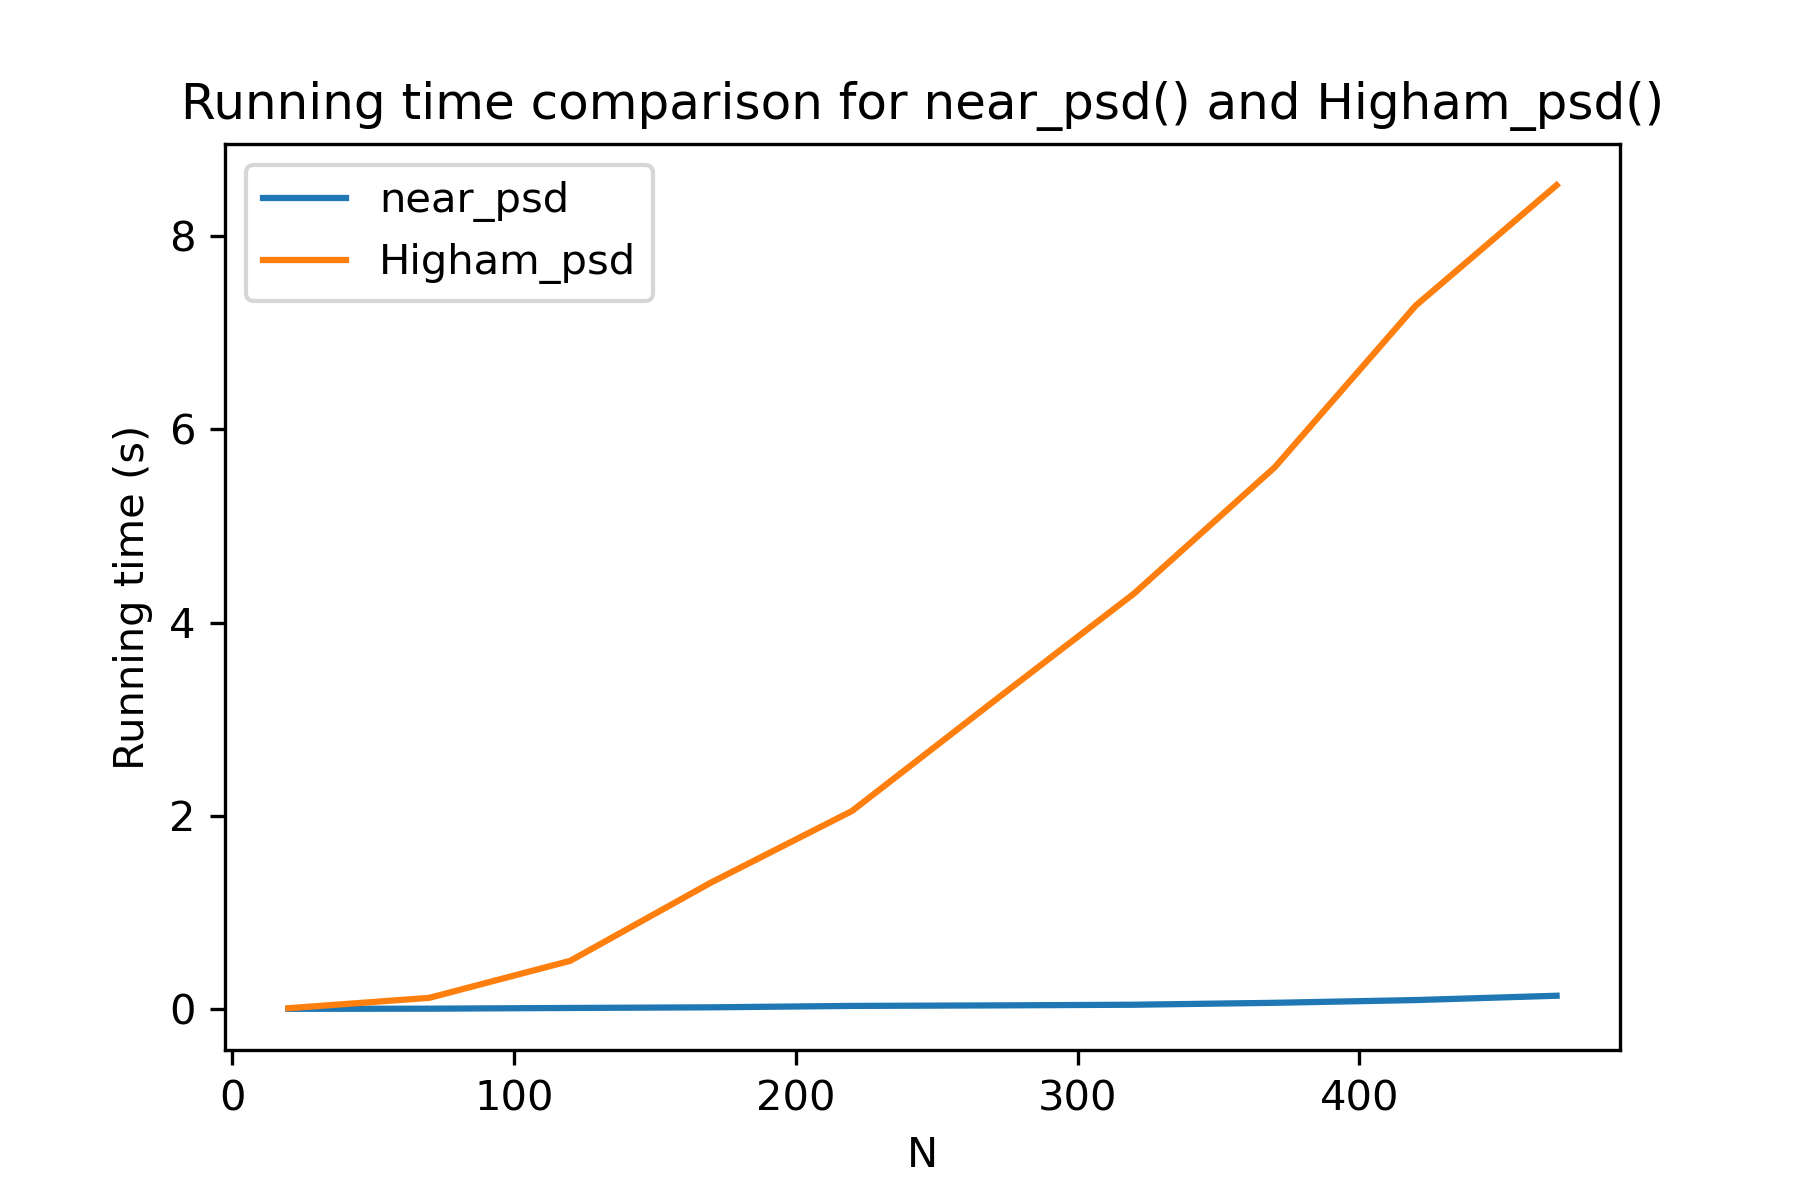 Running time comparison for near_psd() and Higham_psd()
near_psd
Higham_psd
Running time (s)
8
6
4
2
0
0 100 200 300 400
N